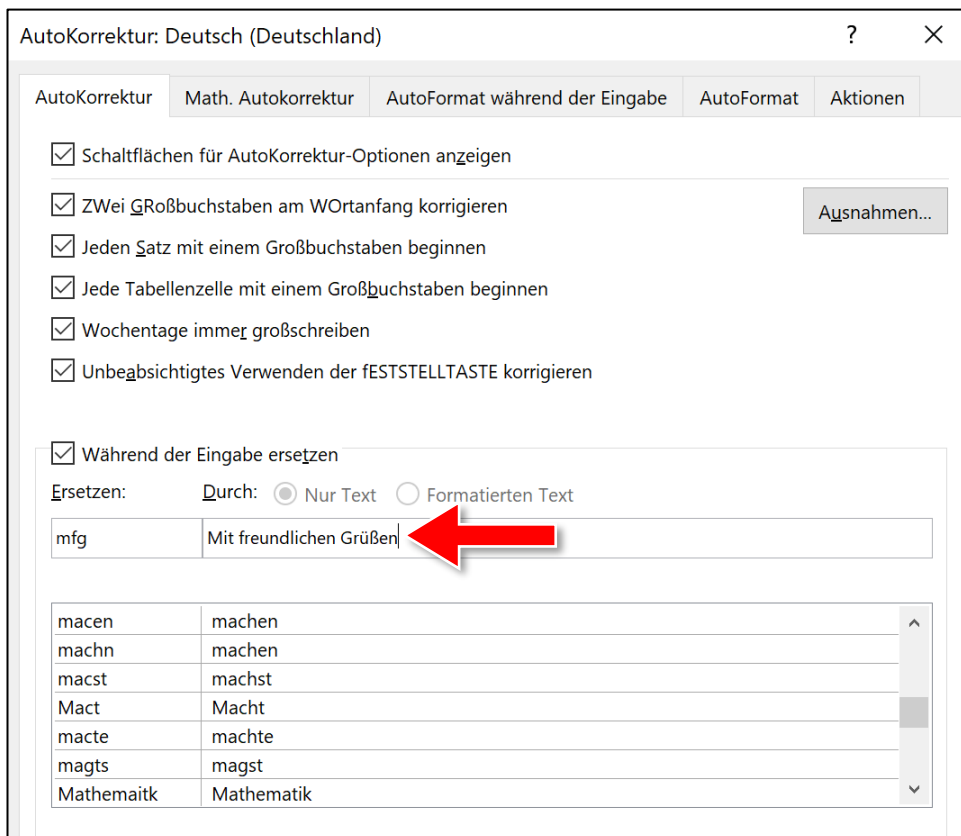 AutoKorrektur: Deutsch (Deutschland) ?
AutoKorrektur Math. Autokorrektur AutoFormat während der Eingabe AutoFormat Aktionen
Schaltflächen für AutoKorrektur-Optionen anzeigen
ZWei GRoßbuchstaben am WOrtanfang korrigieren
Ausnahmen...
Jeden Satz mit einem Großbuchstaben beginnen
Jede Tabellenzelle mit einem Großbuchstaben beginnen
Wochentage immer großschreiben
Unbeabsichtigtes Verwenden der fESTSTELLTASTE korrigieren
Während der Eingabe ersetzen
Ersetzen: Durch: Nur Text Formatierten Text
mfg Mit freundlichen Grüßen
macen machen
machn machen
macst machst
Mact Macht
macte machte
magts magst
Mathemaitk Mathematik